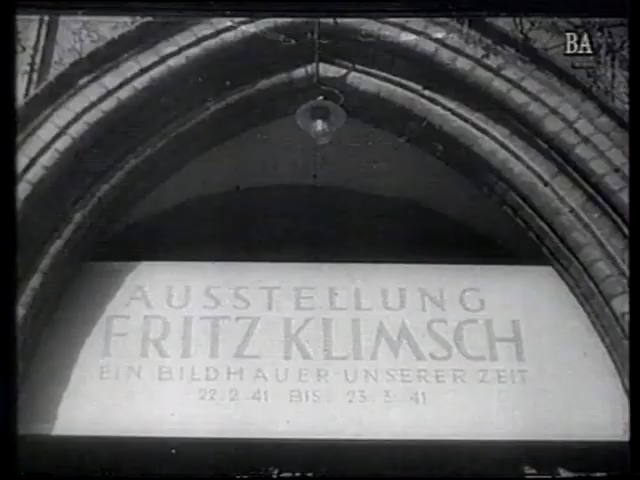 BA
AUSSTELLUNG
FRITZ KLIMSCH
EIN BILDHAUER UNSERER ZEIT
22.2.41 BIS 23.3.41